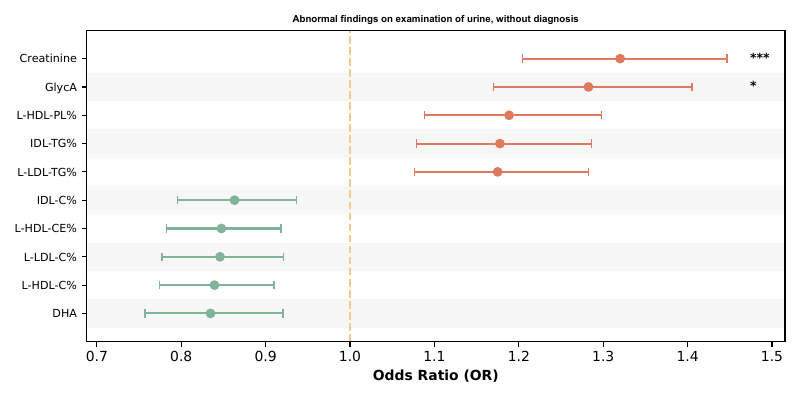 Abnormal findings on examination of urine, without diagnosis
Creatinine ***
GlycA *
L-HDL-PL%
IDL-TG%
L-LDL-TG%
IDL-C%
L-HDL-CE%
L-LDL-C%
L-HDL-C%
DHA
0.7 0.8 0.9 1.0 1.1 1.2 1.3 1.4 1.5
Odds Ratio (OR)